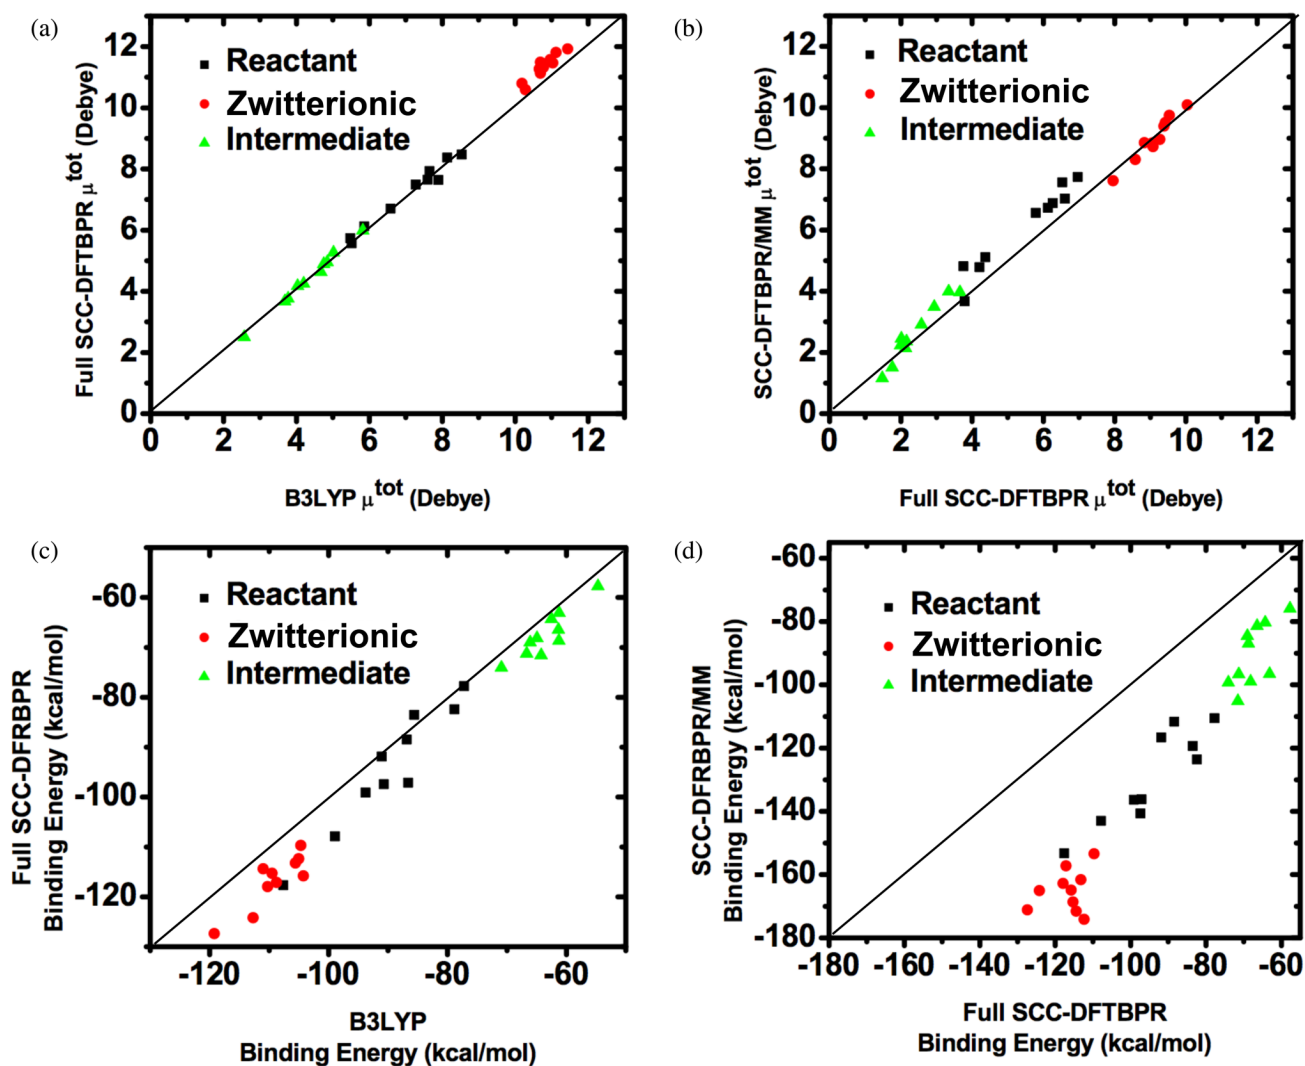 (a)
Full SCC-DFTBPR μtot (Debye)
12
10
8
6
4
2
0
Reactant
Zwitterionic
Intermediate
0 2 4 6 8 10 12
B3LYP μtot (Debye)
(b)
SCC-DFTBPR/MM μtot (Debye)
12
10
8
6
4
2
0
Reactant
Zwitterionic
Intermediate
0 2 4 6 8 10 12
Full SCC-DFTBPR μtot (Debye)
(c)
Full SCC-DFRBPR
Binding Energy (kcal/mol)
-60
-80
-100
-120
Reactant
Zwitterionic
Intermediate
-120 -100 -80 -60
B3LYP
Binding Energy (kcal/mol)
(d)
SCC-DFRBPR/MM
Binding Energy (kcal/mol)
-60
-80
-100
-120
-140
-160
-180
Reactant
Zwitterionic
Intermediate
-180 -160 -140 -120 -100 -80 -60
Full SCC-DFTBPR
Binding Energy (kcal/mol)